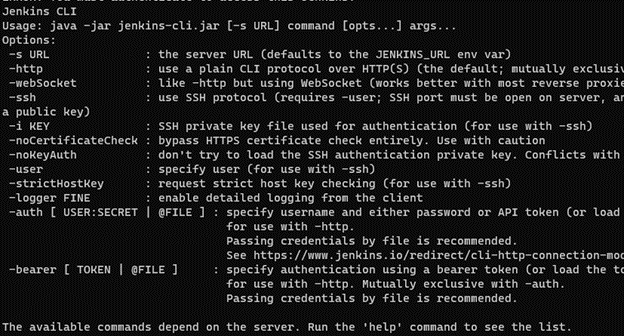 Jenkins CLI
Usage: java -jar jenkins-cli.jar [-s URL] command [opts...] args...
Options:
-s URL : the server URL (defaults to the JENKINS_URL env var)
-http : use a plain CLI protocol over HTTP(S) (the default; mutually exclusiv
-webSocket : like -http but using WebSocket (works better with most reverse proxie
-ssh : use SSH protocol (requires -user; SSH port must be open on server, an
a public key)
-i KEY : SSH private key file used for authentication (for use with -ssh)
-noCertificateCheck : bypass HTTPS certificate check entirely. Use with caution
-noKeyAuth : don't try to load the SSH authentication private key. Conflicts with
-user : specify user (for use with -ssh)
-strictHostKey : request strict host key checking (for use with -ssh)
-logger FINE : enable detailed logging from the client
-auth [ USER:SECRET | @FILE ] : specify username and either password or API token (or load
for use with -http.
Passing credentials by file is recommended.
See https://www.jenkins.io/redirect/cli-http-connection-mod
-bearer [ TOKEN | @FILE ] : specify authentication using a bearer token (or load the to
for use with -http. Mutually exclusive with -auth.
Passing credentials by file is recommended.
The available commands depend on the server. Run the 'help' command to see the list.